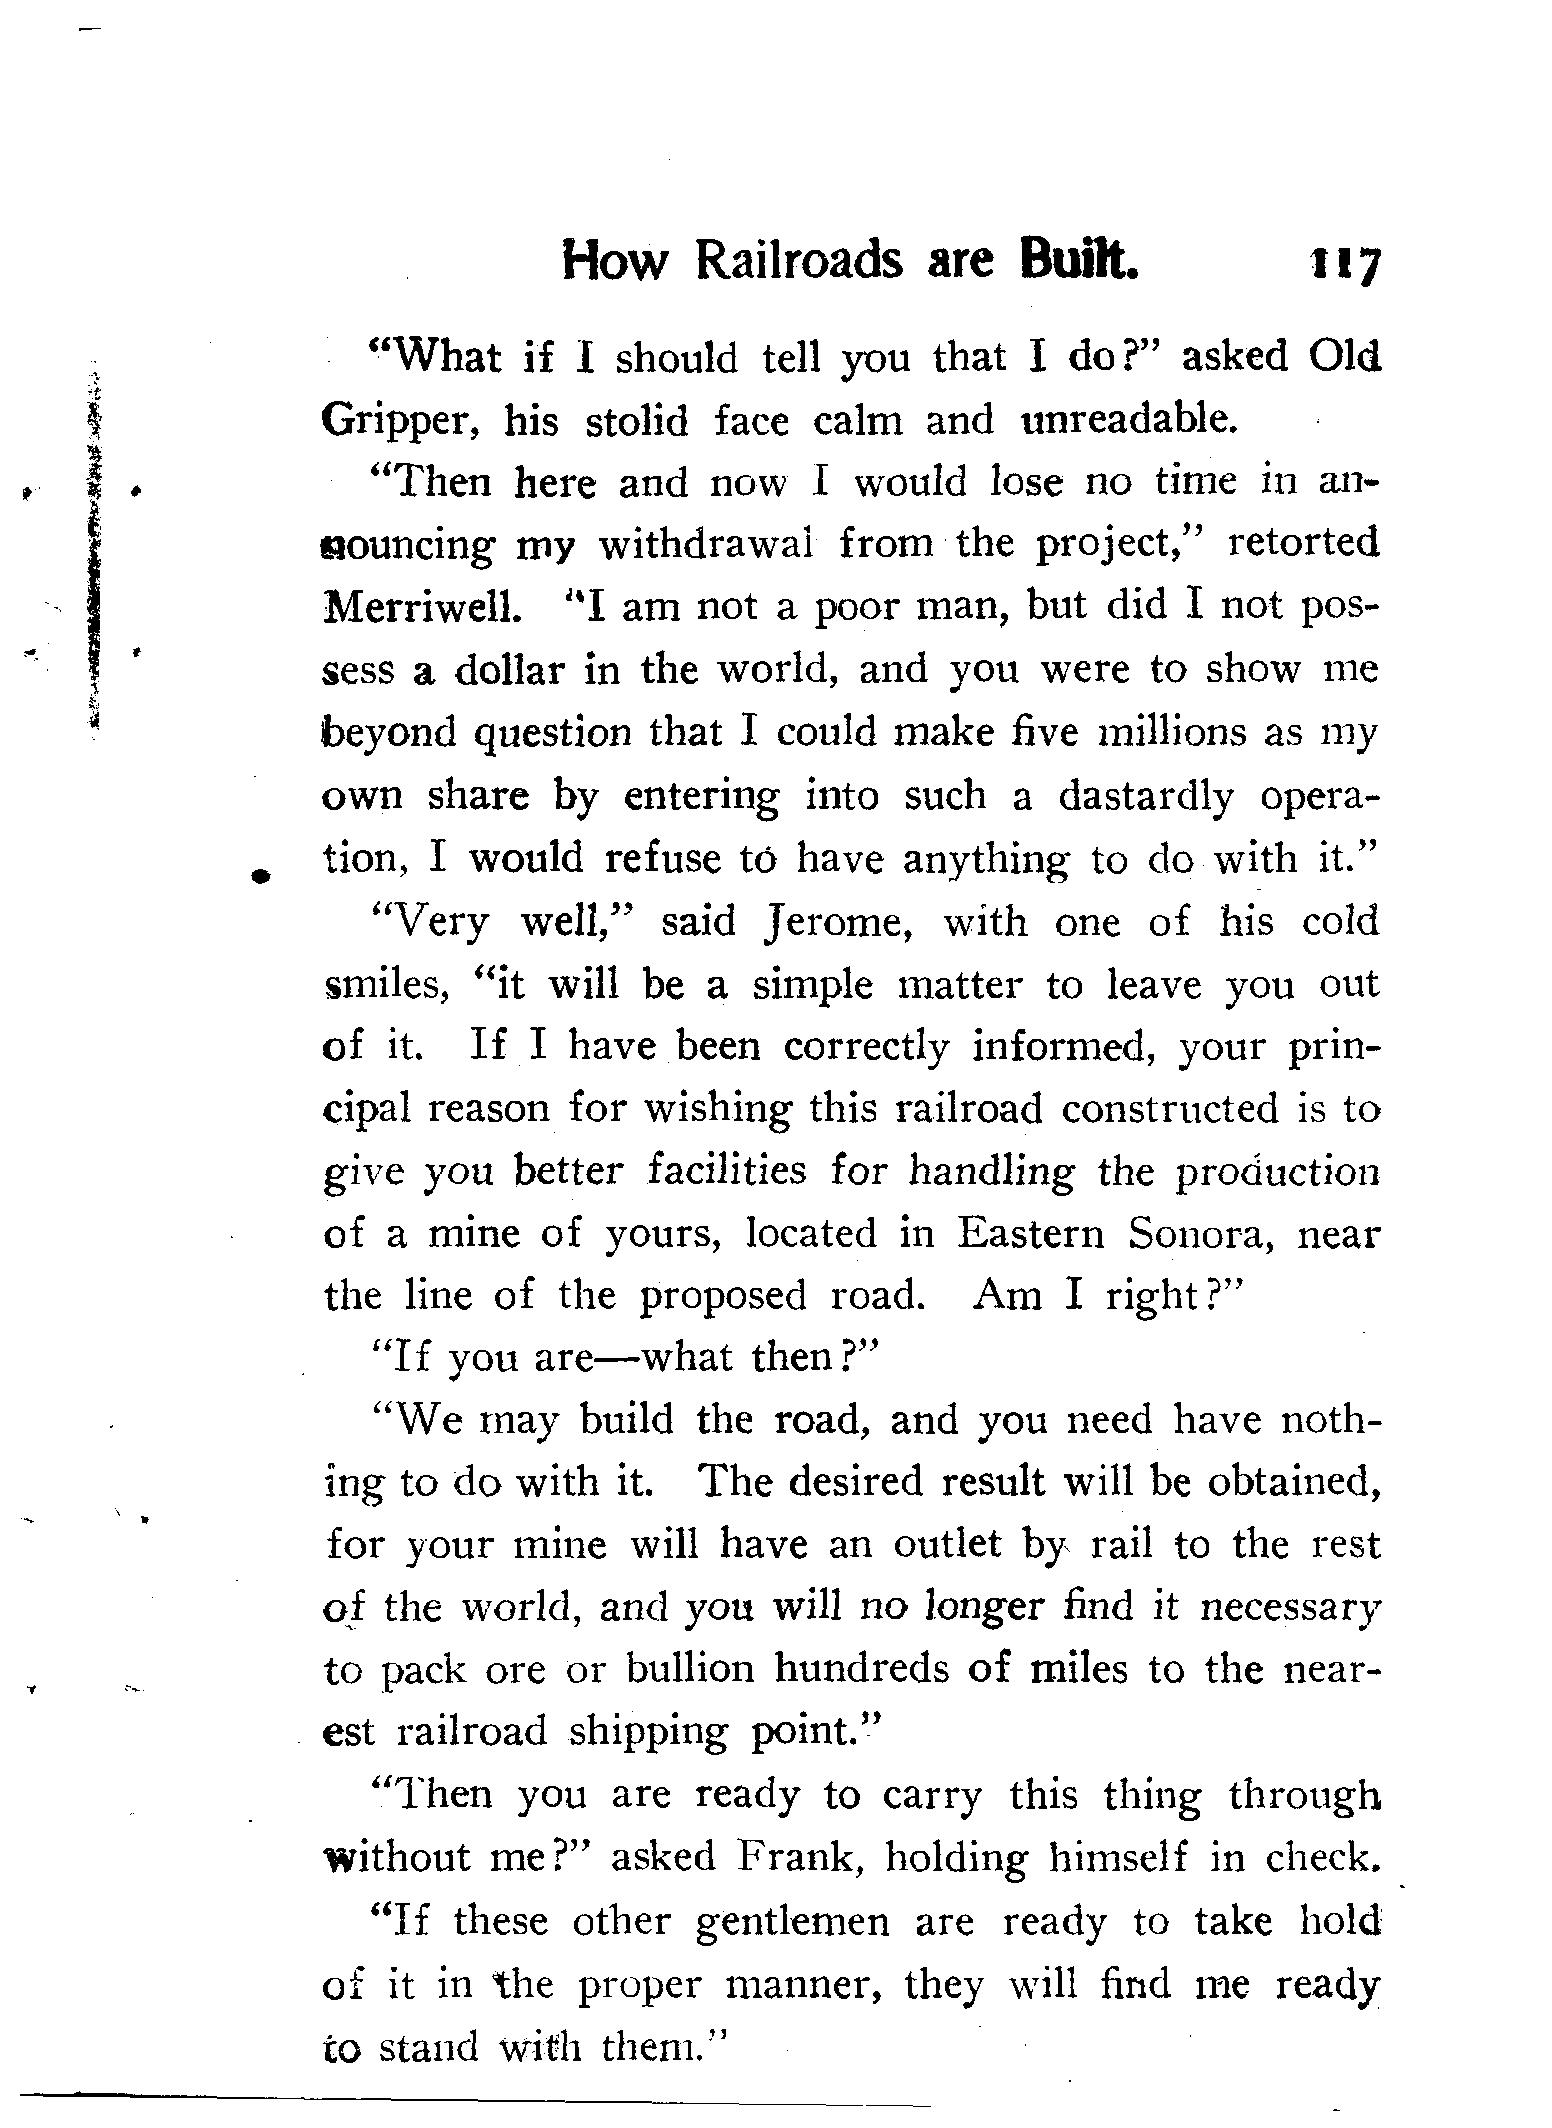 How Railroads are Built. 117
“What if I should tell you that I do?” asked Old
Gripper, his stolid face calm and unreadable.
“Then here and now I would lose no time in an-
nouncing my withdrawal from the project,” retorted
Merriwell. “I am not a poor man, but did I not pos-
sess a dollar in the world, and you were to show me
beyond question that I could make five millions as my
own share by entering into such a dastardly opera-
tion, I would refuse to have anything to do with it.”
“Very well,” said Jerome, with one of his cold
smiles, “it will be a simple matter to leave you out
of it. If I have been correctly informed, your prin-
cipal reason for wishing this railroad constructed is to
give you better facilities for handling the production
of a mine of yours, located in Eastern Sonora, near
the line of the proposed road. Am I right?”
“If you are—what then?”
“We may build the road, and you need have noth-
ing to do with it. The desired result will be obtained,
for your mine will have an outlet by rail to the rest
of the world, and you will no longer find it necessary
to pack ore or bullion hundreds of miles to the near-
est railroad shipping point.”
“Then you are ready to carry this thing through
without me?” asked Frank, holding himself in check.
“If these other gentlemen are ready to take hold
of it in the proper manner, they will find me ready
to stand with them.”